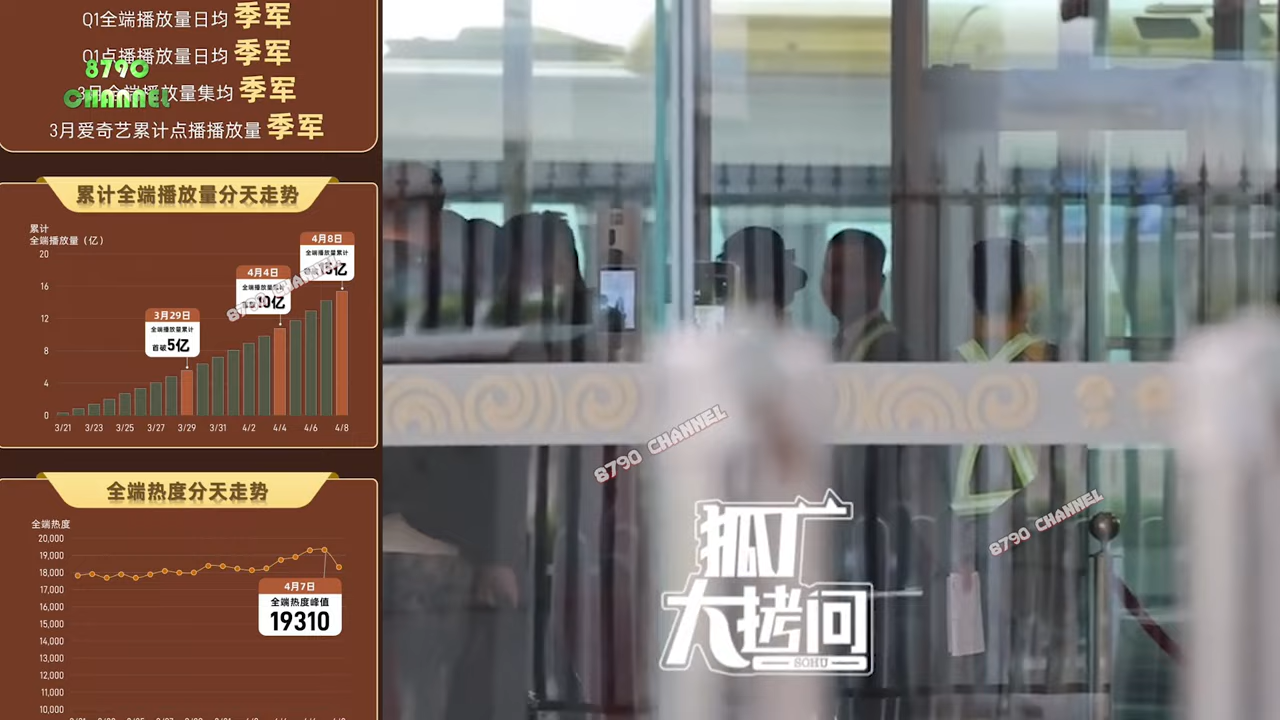 Q1全端播放量日均 季军
Q1点播播放量日均 季军
8790
CHANNEL
3月全端播放量集均 季军
3月爱奇艺累计点播播放量 季军
累计全端播放量分天走势
累计
全端播放量（亿）
20
16
12
8
4
0
3月29日
全端播放量累计
首破5亿
4月4日
全端播放量累计
10亿
4月8日
全端播放量累计
15亿
8790 CHANNEL
3/21 3/23 3/25 3/27 3/29 3/31 4/2 4/4 4/6 4/8
全端热度分天走势
全端热度
20,000
19,000
18,000
17,000
16,000
15,000
14,000
13,000
12,000
11,000
10,000
4月7日
全端热度峰值
19310
8790 CHANNEL
8790 CHANNEL
狐厂
大拷问
SOHU